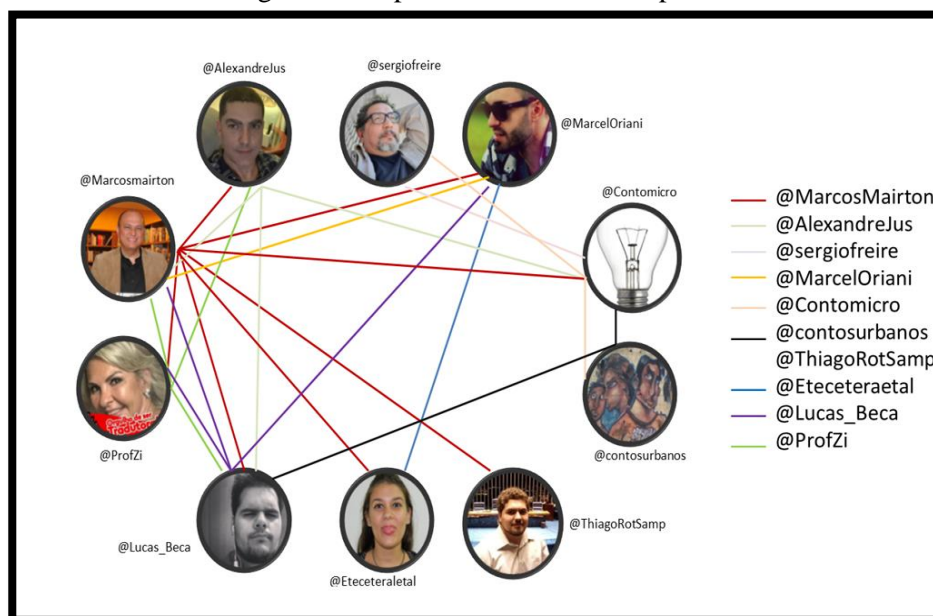 @sergiofreire
@AlexandreJus
@MarcelOriani
@Marcosmairton
@Contomicro
@MarcosMairton
@AlexandreJus
@sergiofreire
@MarcelOriani
@Contomicro
@contosurbanos
@ThiagoRotSamp
@Eteceteraetal
@Lucas_Beca
@ProfZi
@ProfZi
@contosurbanos
@ThiagoRotSamp
@Lucas_Beca
@Eteceteraletal